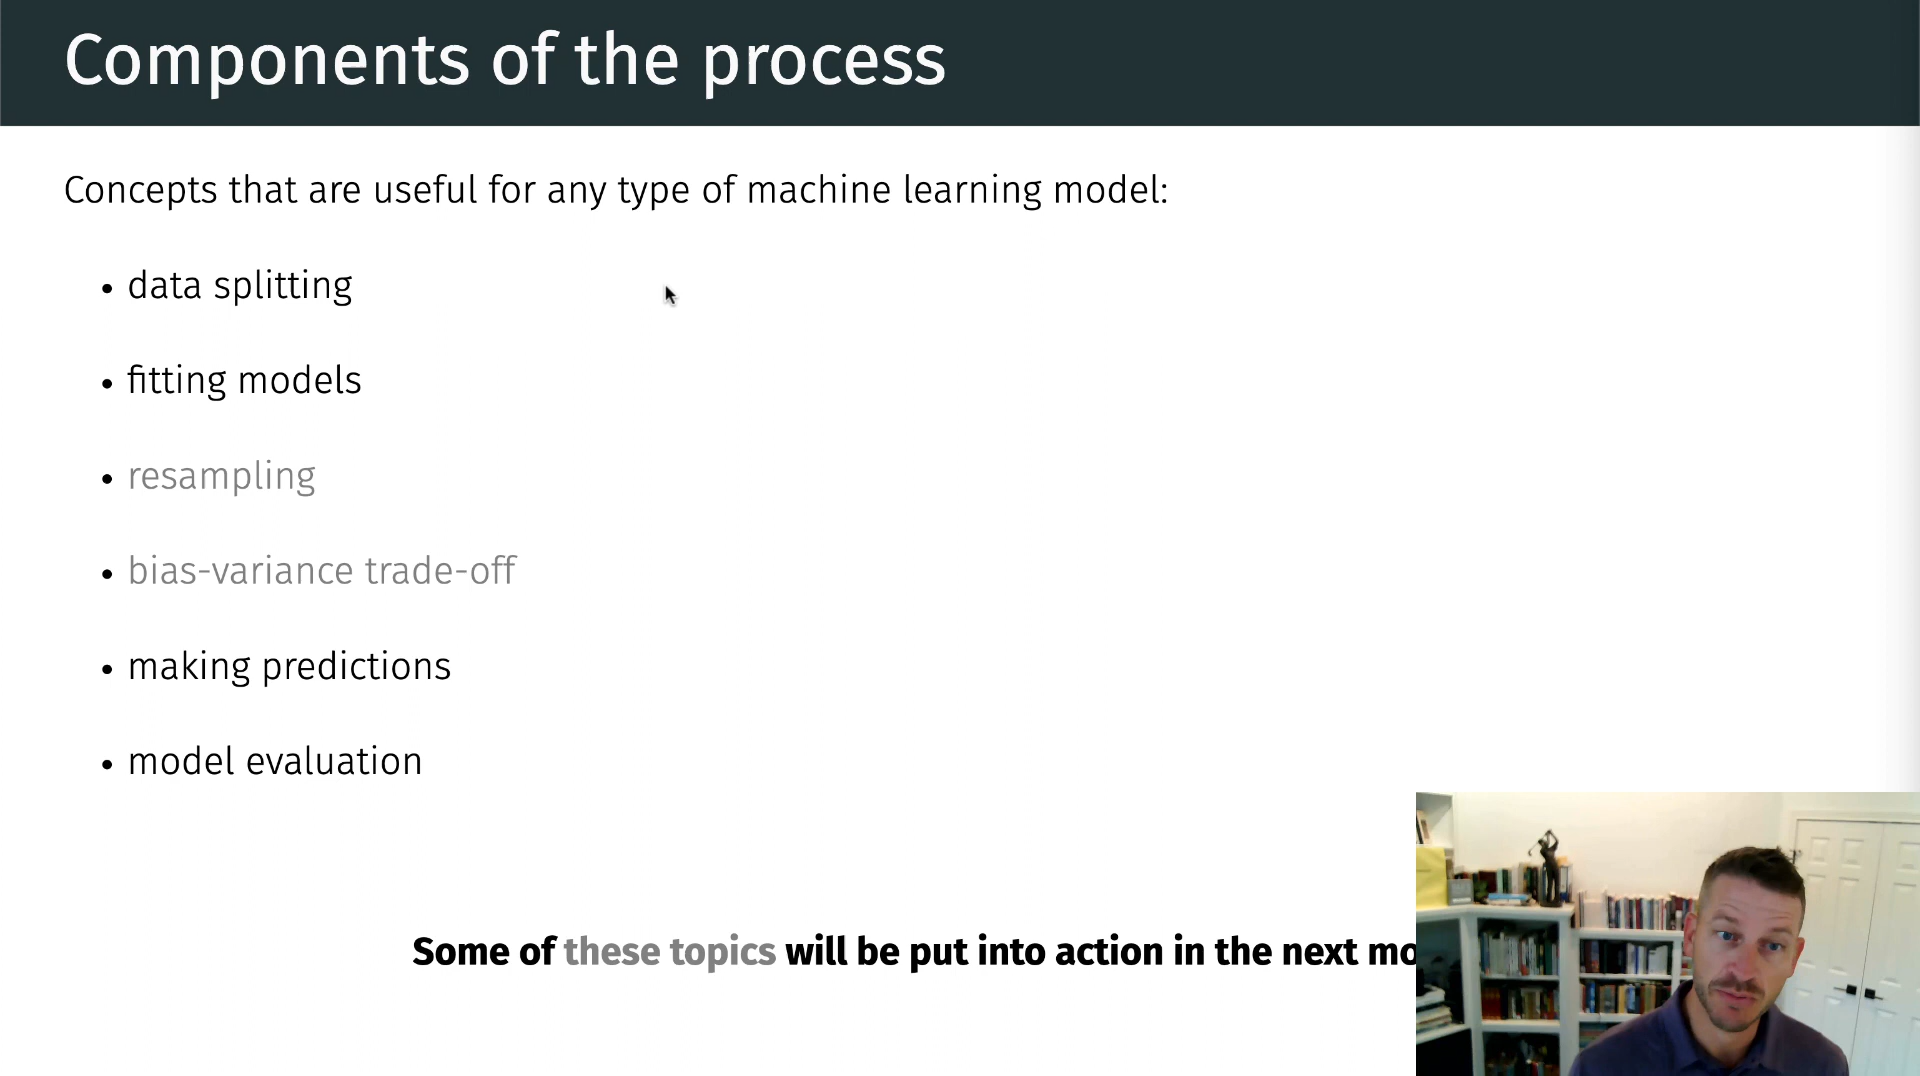 Components of the process
Concepts that are useful for any type of machine learning model:
• data splitting
• fitting models
• resampling
• bias-variance trade-off
• making predictions
• model evaluation
Some of these topics will be put into action in the next mo